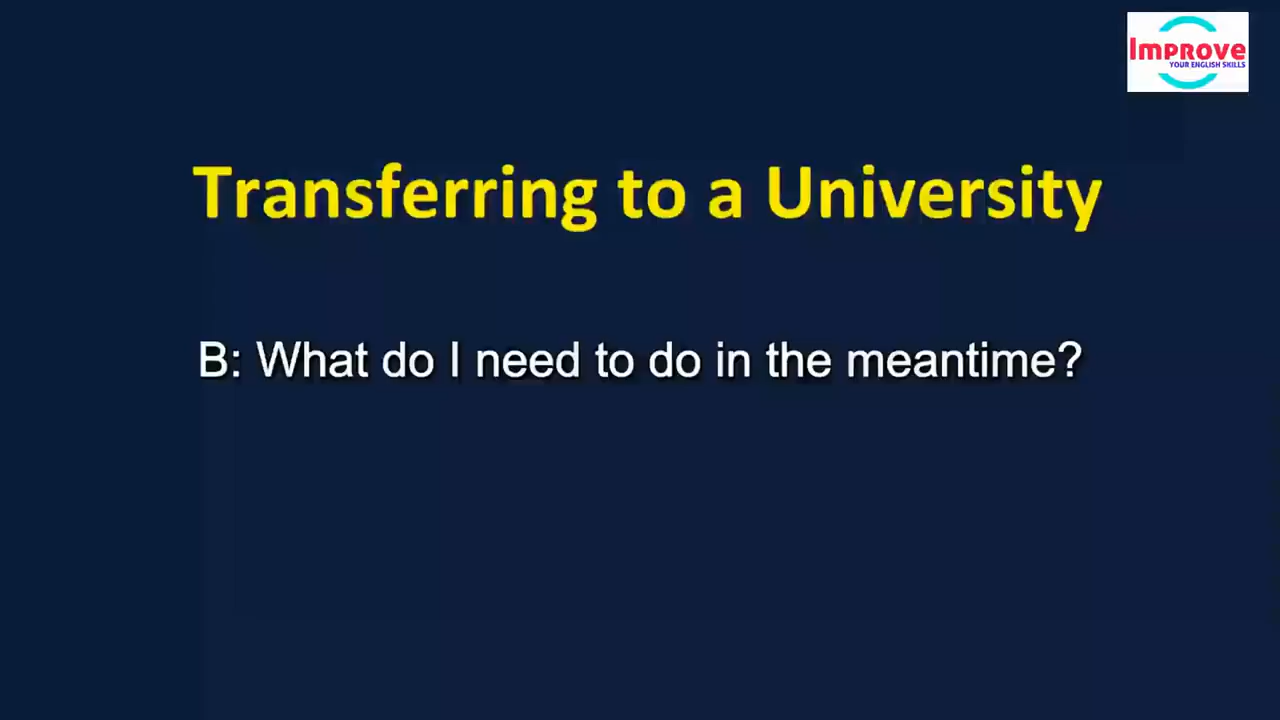 Improve
YOUR ENGLISH SKILLS
Transferring to a University
B: What do I need to do in the meantime?